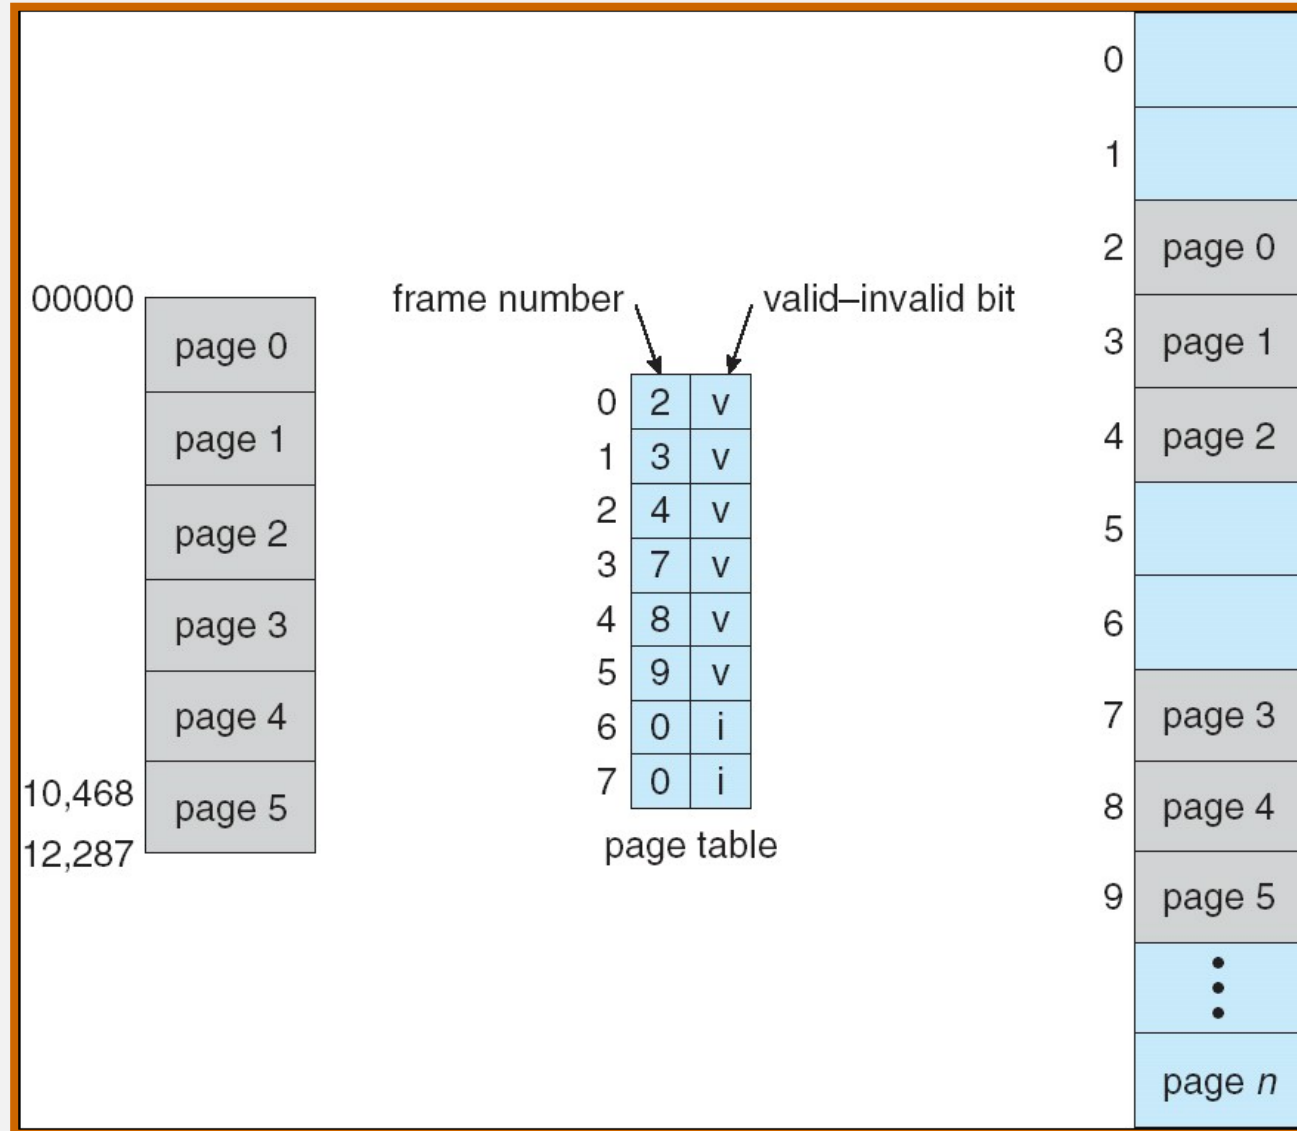 00000
page 0
page 1
page 2
page 3
page 4
10,468
page 5
12,287
frame number
valid–invalid bit
0 2 v
1 3 v
2 4 v
3 7 v
4 8 v
5 9 v
6 0 i
7 0 i
page table
0
1
2 page 0
3 page 1
4 page 2
5
6
7 page 3
8 page 4
9 page 5
page n